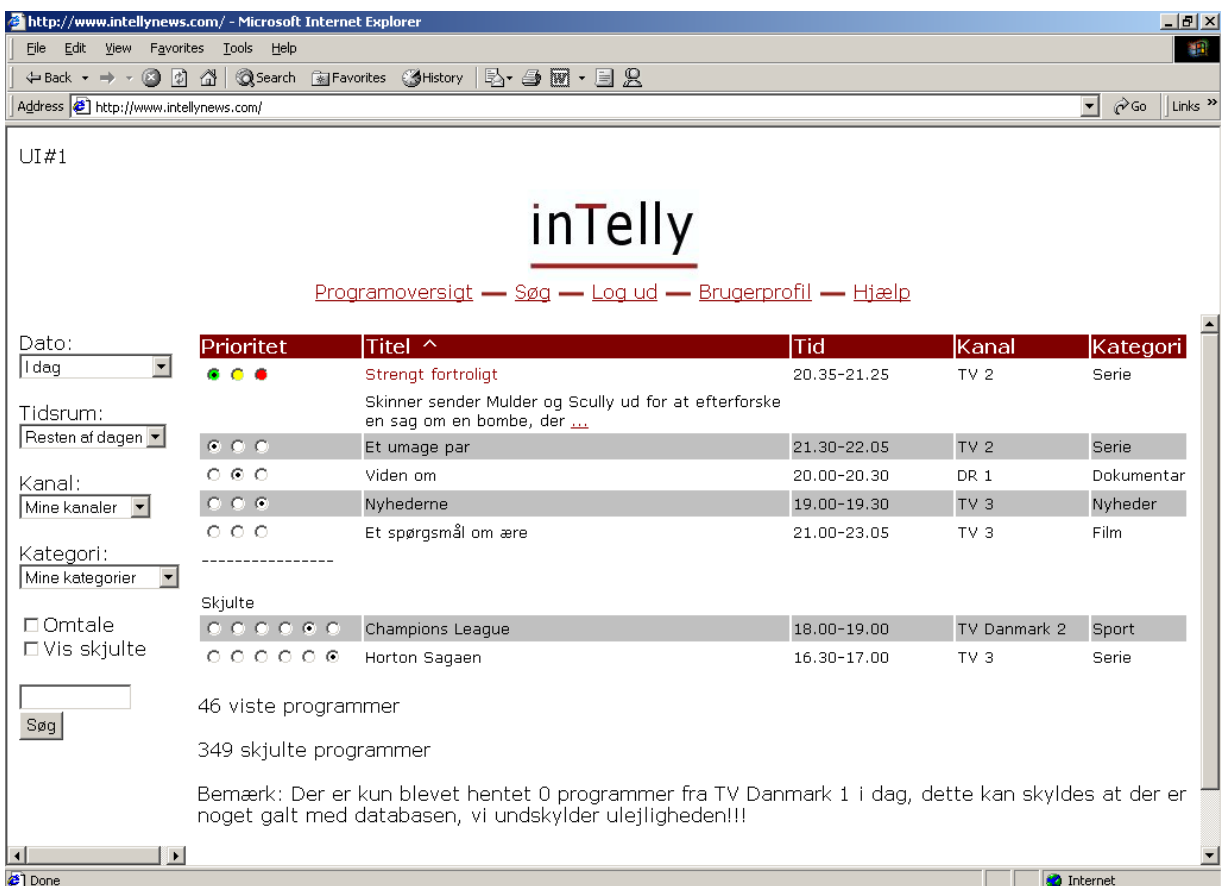 http://www.intellynews.com/ - Microsoft Internet Explorer
File Edit View Favorites Tools Help
Back Search Favorites History
Address http://www.intellynews.com/ Go Links »
UI#1
inTelly
Programoversigt — Søg — Log ud — Brugerprofil — Hjælp
Dato:
I dag
Tidsrum:
Resten af dagen
Kanal:
Mine kanaler
Kategori:
Mine kategorier
Omtale
Vis skjulte
Søg
Prioritet Titel ^ Tid Kanal Kategori
Strengt fortroligt 20.35-21.25 TV 2 Serie
Skinner sender Mulder og Scully ud for at efterforske
en sag om en bombe, der ...
Et umage par 21.30-22.05 TV 2 Serie
Viden om 20.00-20.30 DR 1 Dokumentar
Nyhederne 19.00-19.30 TV 3 Nyheder
Et spørgsmål om ære 21.00-23.05 TV 3 Film
----------------
Skjulte
Champions League 18.00-19.00 TV Danmark 2 Sport
Horton Sagaen 16.30-17.00 TV 3 Serie
46 viste programmer
349 skjulte programmer
Bemærk: Der er kun blevet hentet 0 programmer fra TV Danmark 1 i dag, dette kan skyldes at der er
noget galt med databasen, vi undskylder ulejligheden!!!
Done Internet